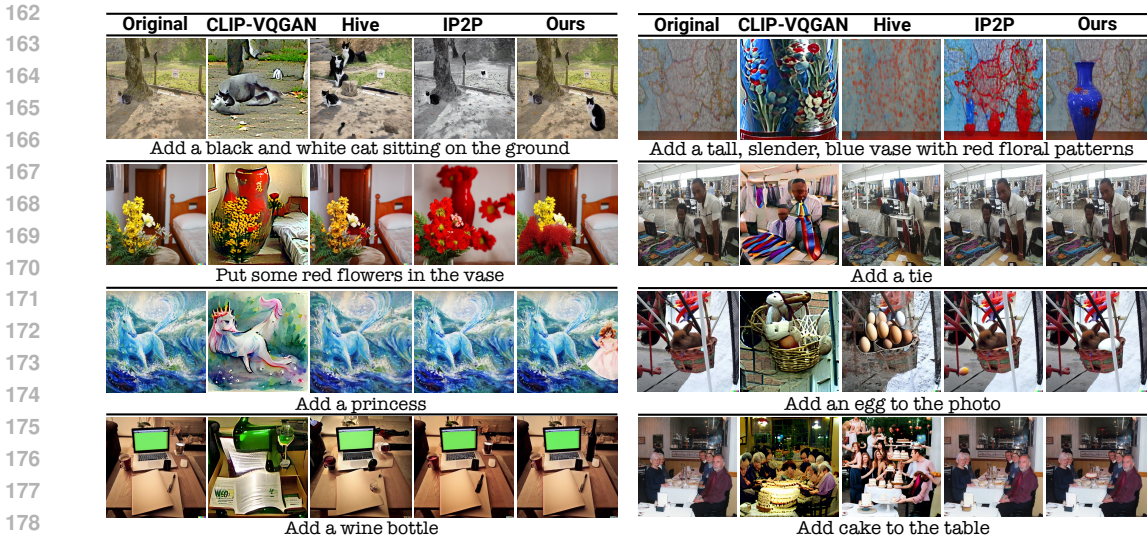 162
163
164
165
166
167
168
169
170
171
172
173
174
175
176
177
178
Original CLIP-VQGAN Hive IP2P Ours
Add a black and white cat sitting on the ground
Put some red flowers in the vase
Add a princess
Add a wine bottle
Original CLIP-VQGAN Hive IP2P Ours
Add a tall, slender, blue vase with red floral patterns
Add a tie
Add an egg to the photo
Add cake to the table